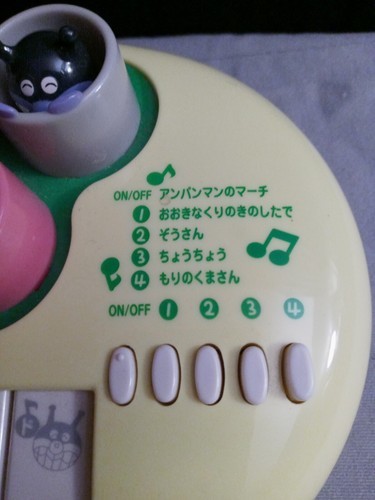 ON/OFF アンパンマンのマーチ
1 おおきなくりのきのしたで
2 ぞうさん
3 ちょうちょう
4 もりのくまさん
ON/OFF 1 2 3 4
ド